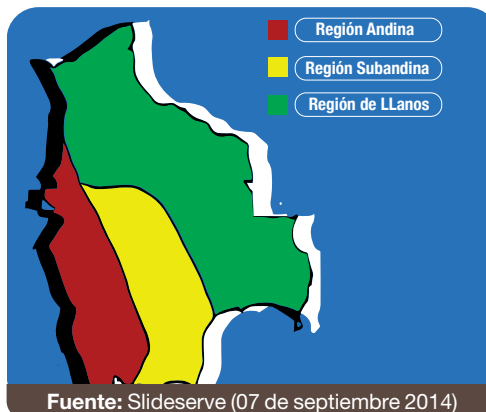 Región Andina
Región Subandina
Región de LLanos
Fuente: Slideserve (07 de septiembre 2014)